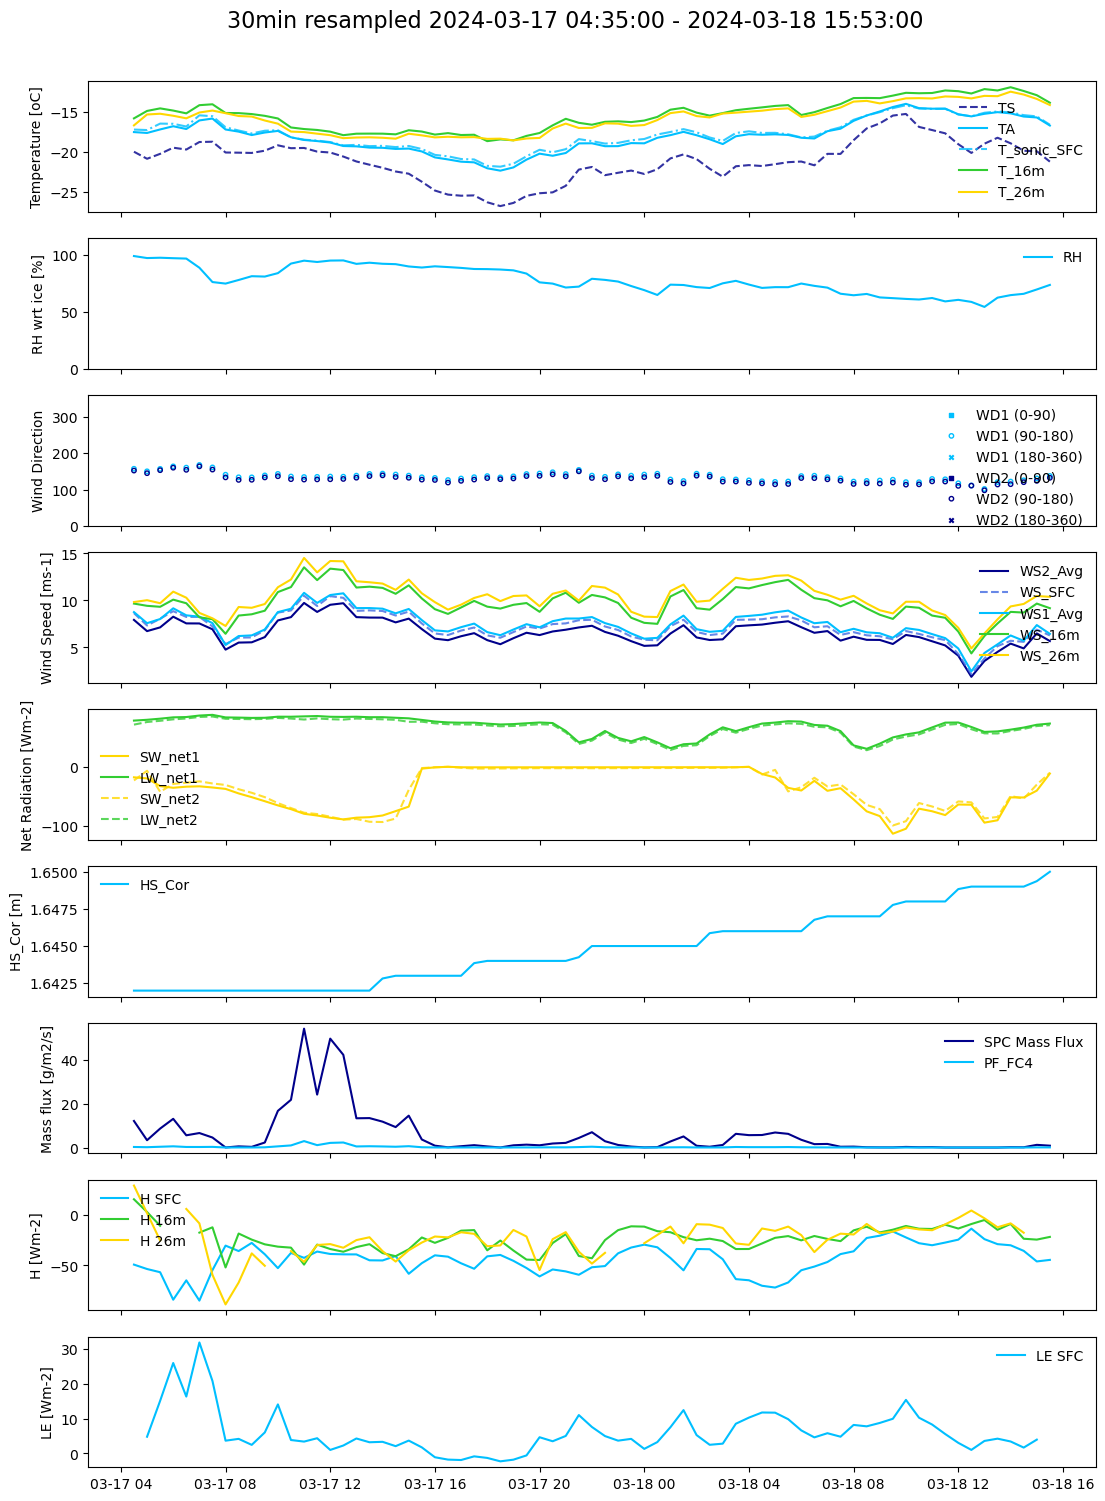 30min resampled 2024-03-17 04:35:00 - 2024-03-18 15:53:00
Temperature [oC]
−15
−20
−25
TS
TA
T_sonic_SFC
T_16m
T_26m
RH wrt ice [%]
100
50
0
RH
Wind Direction
300
200
100
0
WD1 (0-90)
WD1 (90-180)
WD1 (180-360)
WD2 (0-90)
WD2 (90-180)
WD2 (180-360)
Wind Speed [ms-1]
15
10
5
WS2_Avg
WS_SFC
WS1_Avg
WS_16m
WS_26m
Net Radiation [Wm-2]
0
−100
SW_net1
LW_net1
SW_net2
LW_net2
HS_Cor [m]
1.6500
1.6475
1.6450
1.6425
HS_Cor
Mass flux [g/m2/s]
40
20
0
SPC Mass Flux
PF_FC4
H [Wm-2]
0
−50
H SFC
H 16m
H 26m
LE [Wm-2]
30
20
10
0
LE SFC
03-17 04
03-17 08
03-17 12
03-17 16
03-17 20
03-18 00
03-18 04
03-18 08
03-18 12
03-18 16